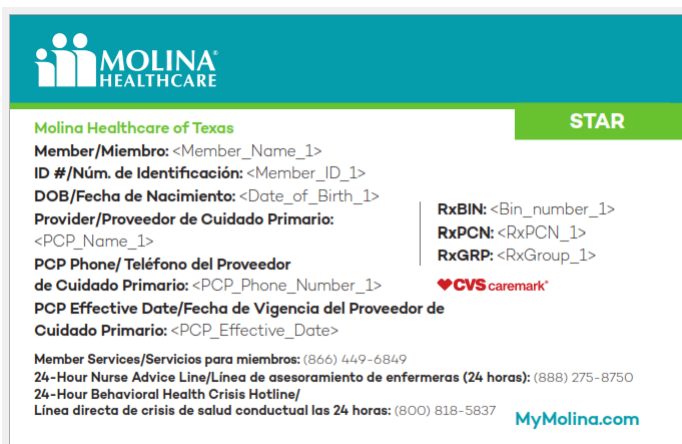 MOLINA®
HEALTHCARE
STAR
Molina Healthcare of Texas
Member/Miembro: <Member_Name_1>
ID #/Núm. de Identificación: <Member_ID_1>
DOB/Fecha de Nacimiento: <Date_of_Birth_1>
Provider/Proveedor de Cuidado Primario:
<PCP_Name_1>
PCP Phone/ Teléfono del Proveedor
de Cuidado Primario: <PCP_Phone_Number_1>
PCP Effective Date/Fecha de Vigencia del Proveedor de
Cuidado Primario: <PCP_Effective_Date>
RxBIN: <Bin_number_1>
RxPCN: <RxPCN_1>
RxGRP: <RxGroup_1>
CVS caremark®
Member Services/Servicios para miembros: (866) 449-6849
24-Hour Nurse Advice Line/Línea de asesoramiento de enfermeras (24 horas): (888) 275-8750
24-Hour Behavioral Health Crisis Hotline/
Línea directa de crisis de salud conductual las 24 horas: (800) 818-5837
MyMolina.com